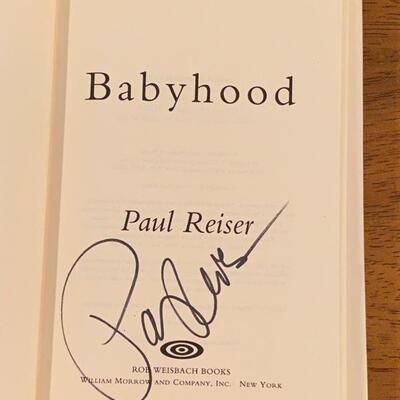 Babyhood
Paul Reiser
ROB WEISBACH BOOKS
WILLIAM MORROW AND COMPANY, INC. NEW YORK